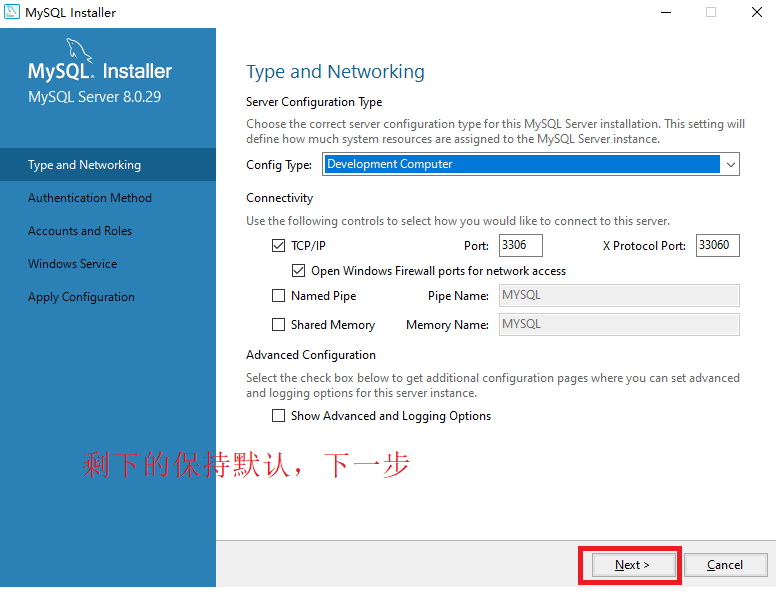 MySQL Installer
MySQL. Installer
MySQL Server 8.0.29
Type and Networking
Authentication Method
Accounts and Roles
Windows Service
Apply Configuration
Type and Networking
Server Configuration Type
Choose the correct server configuration type for this MySQL Server installation. This setting will
define how much system resources are assigned to the MySQL Server instance.
Config Type: Development Computer
Connectivity
Use the following controls to select how you would like to connect to this server.
TCP/IP Port: 3306 X Protocol Port: 33060
Open Windows Firewall ports for network access
Named Pipe Pipe Name: MYSQL
Shared Memory Memory Name: MYSQL
Advanced Configuration
Select the check box below to get additional configuration pages where you can set advanced
and logging options for this server instance.
Show Advanced and Logging Options
剩下的保持默认，下一步
Next > Cancel